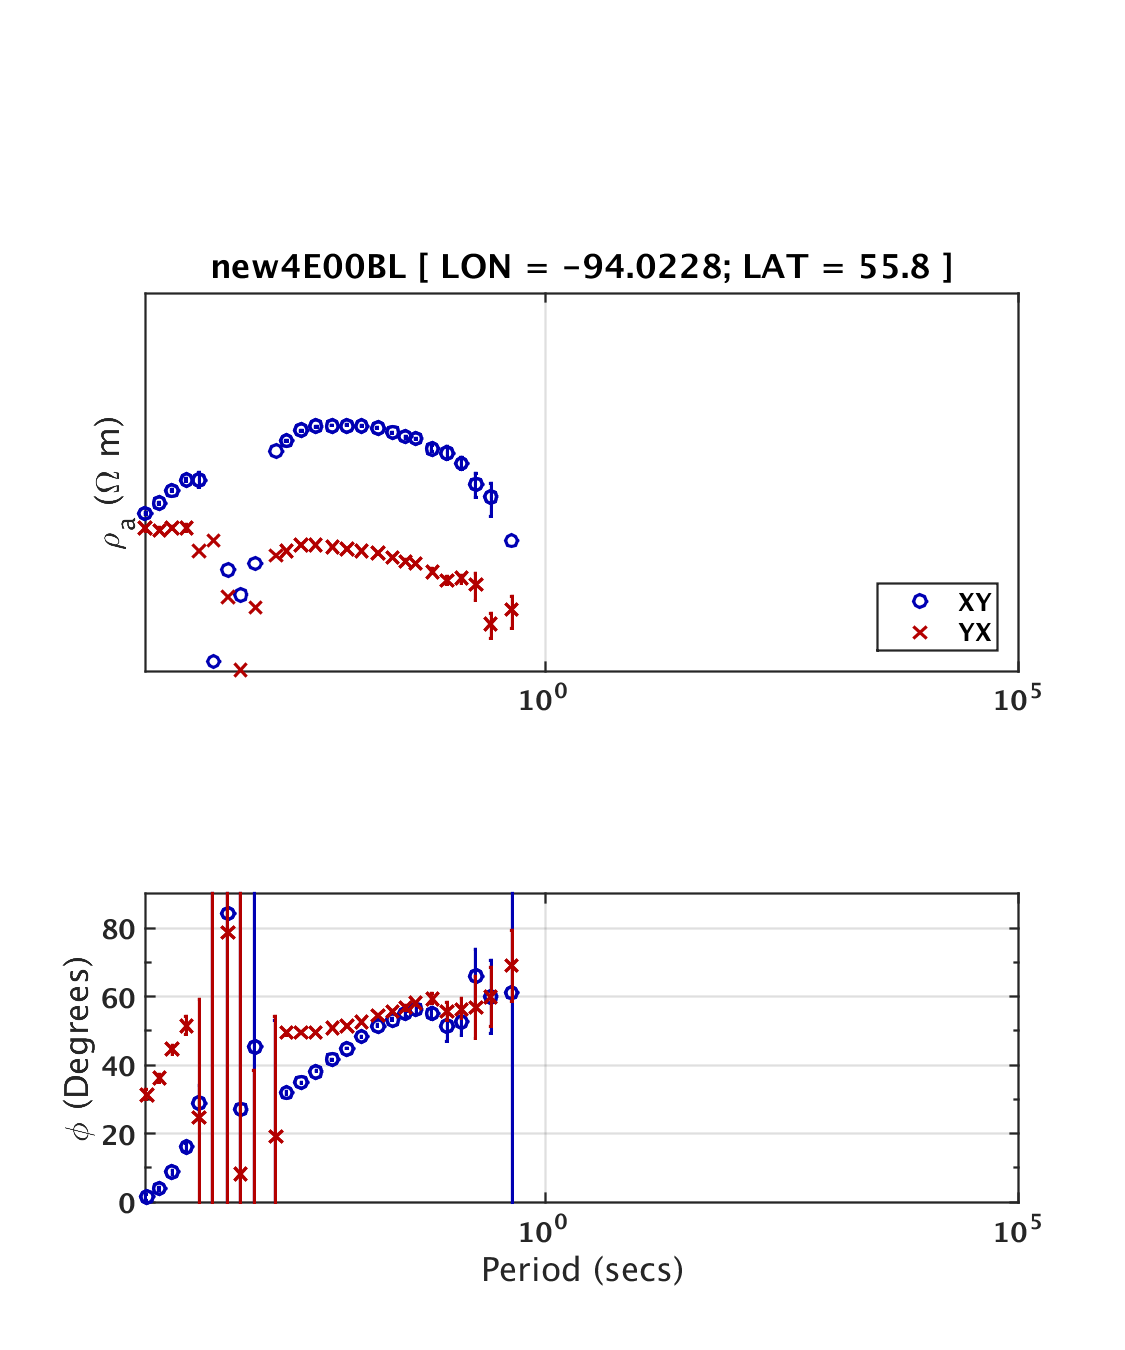 new4E00BL [ LON = -94.0228; LAT = 55.8 ]
ρa (Ω m)
XY
YX
10^0 10^5
80
60
40
20
0
ϕ (Degrees)
10^0 10^5
Period (secs)